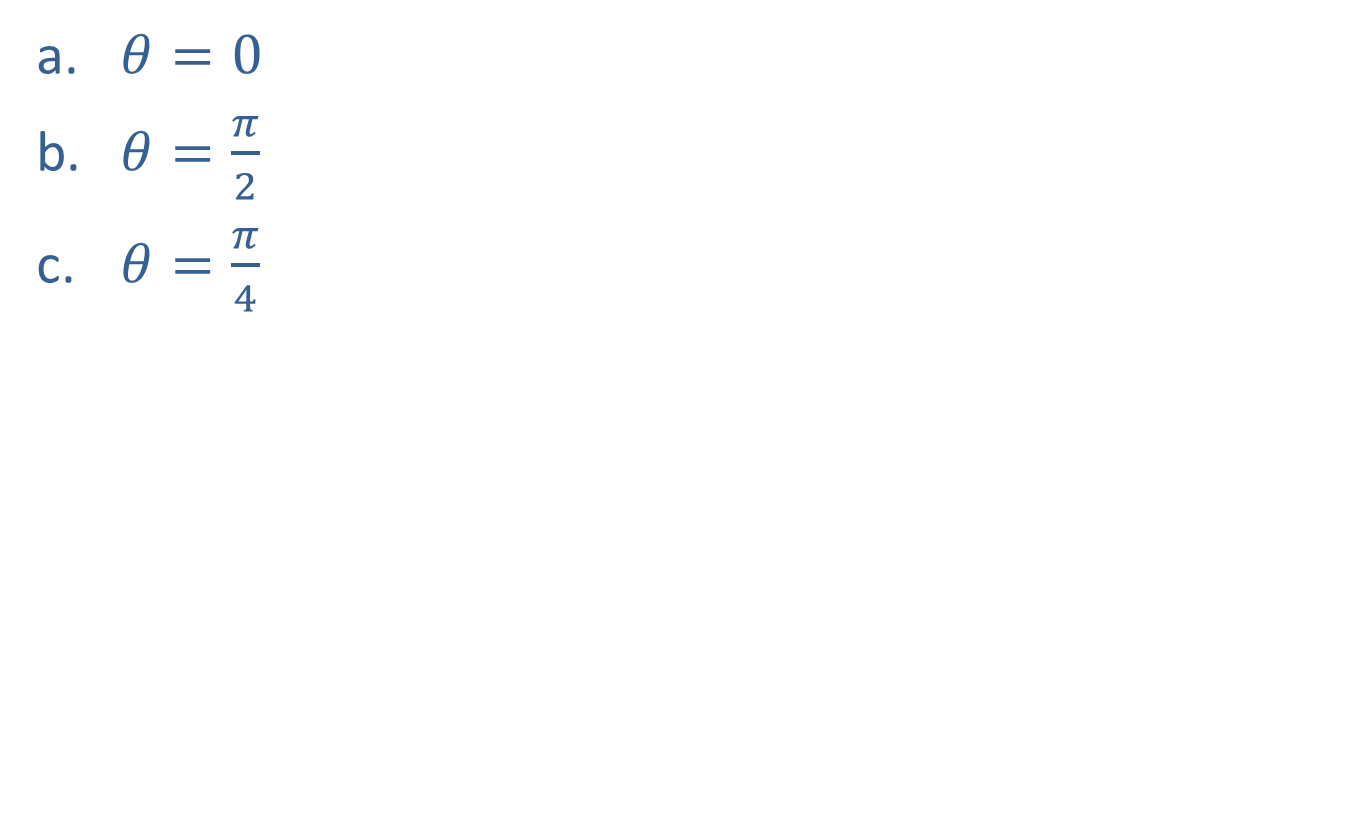 a. θ = 0
b. θ = π/2
c. θ = π/4